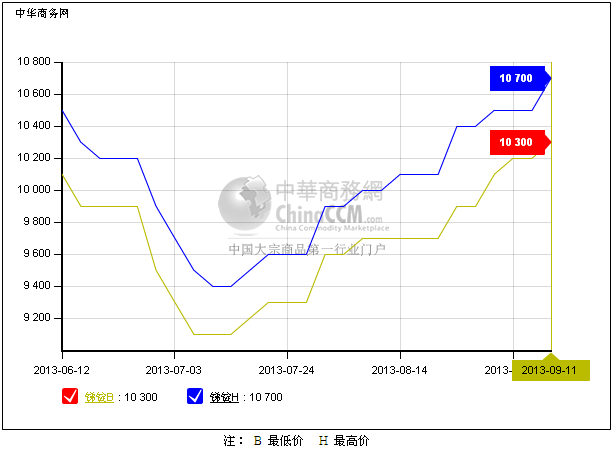 中华商务网
10 800
10 600
10 400
10 200
10 000
9 800
9 600
9 400
9 200
10 700
10 300
中華商務網
ChinaCCM.com
China Commodity Marketplace
中国大宗商品第一行业门户
2013-06-12
2013-07-03
2013-07-24
2013-08-14
2013-09-11
锑锭B : 10 300
锑锭H : 10 700
注： B 最低价 H 最高价